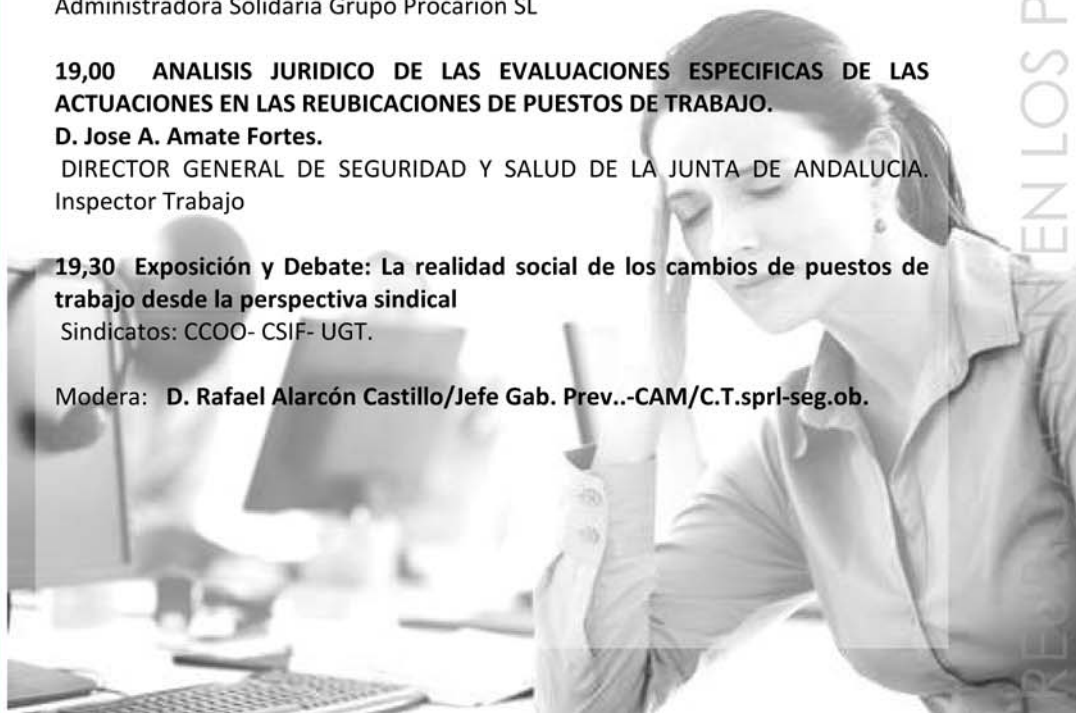 Administradora Solidaria Grupo Procarion SL
19,00 ANALISIS JURIDICO DE LAS EVALUACIONES ESPECIFICAS DE LAS
ACTUACIONES EN LAS REUBICACIONES DE PUESTOS DE TRABAJO.
D. Jose A. Amate Fortes.
DIRECTOR GENERAL DE SEGURIDAD Y SALUD DE LA JUNTA DE ANDALUCIA.
Inspector Trabajo
19,30 Exposición y Debate: La realidad social de los cambios de puestos de
trabajo desde la perspectiva sindical
Sindicatos: CCOO- CSIF- UGT.
Modera: D. Rafael Alarcón Castillo/Jefe Gab. Prev..-CAM/C.T.sprl-seg.ob.
EN LOS P